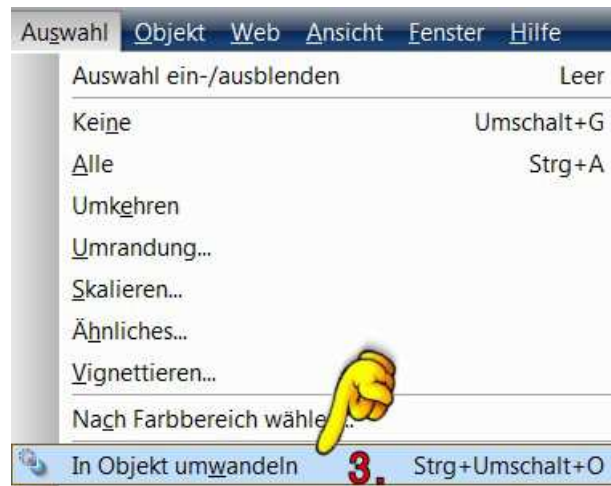 Auswahl Objekt Web Ansicht Fenster Hilfe
Auswahl ein-/ausblenden Leer
Keine Umschalt+G
Alle Strg+A
Umkehren
Umrandung...
Skalieren...
Ähnliches...
Vignettieren...
Nach Farbbereich wähle
In Objekt umwandeln 3. Strg+Umschalt+O